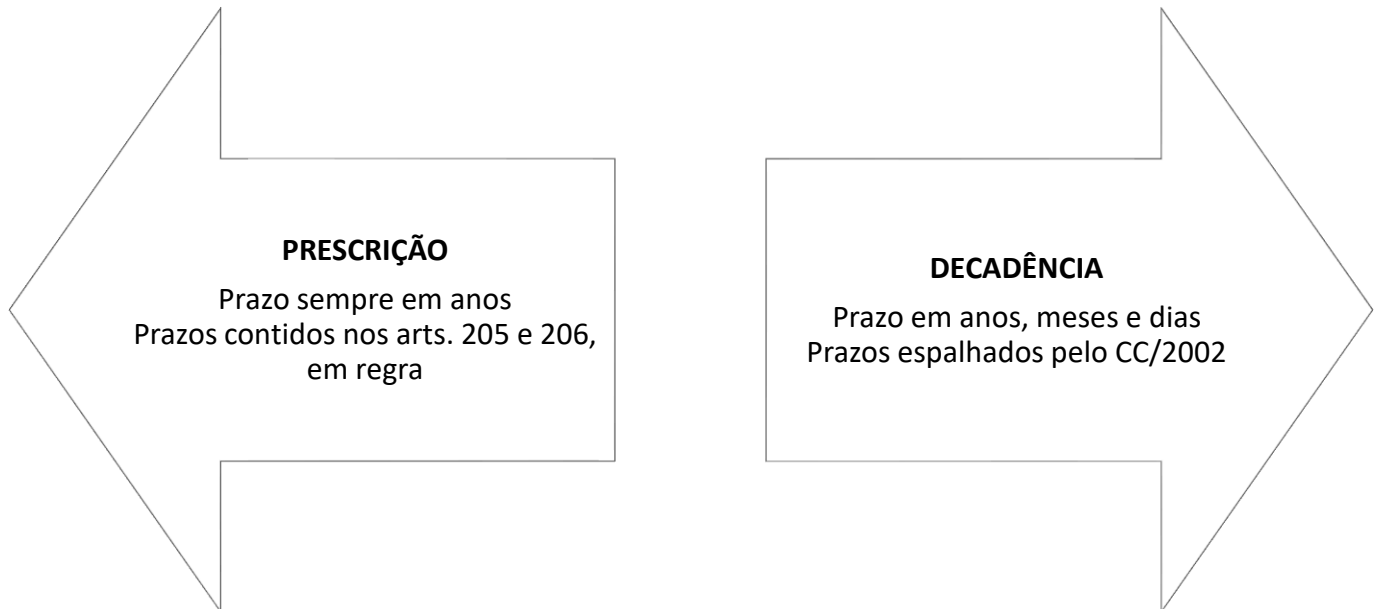 PRESCRIÇÃO
Prazo sempre em anos
Prazos contidos nos arts. 205 e 206,
em regra
DECADÊNCIA
Prazo em anos, meses e dias
Prazos espalhados pelo CC/2002